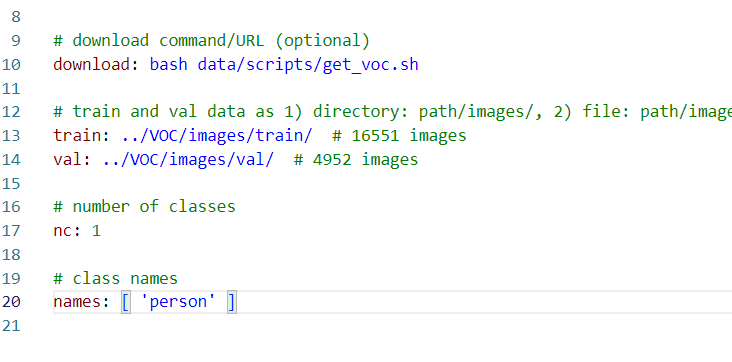 8
9 # download command/URL (optional)
10 download: bash data/scripts/get_voc.sh
11
12 # train and val data as 1) directory: path/images/, 2) file: path/image
13 train: ../VOC/images/train/  # 16551 images
14 val: ../VOC/images/val/  # 4952 images
15
16 # number of classes
17 nc: 1
18
19 # class names
20 names: [ 'person' ]
21